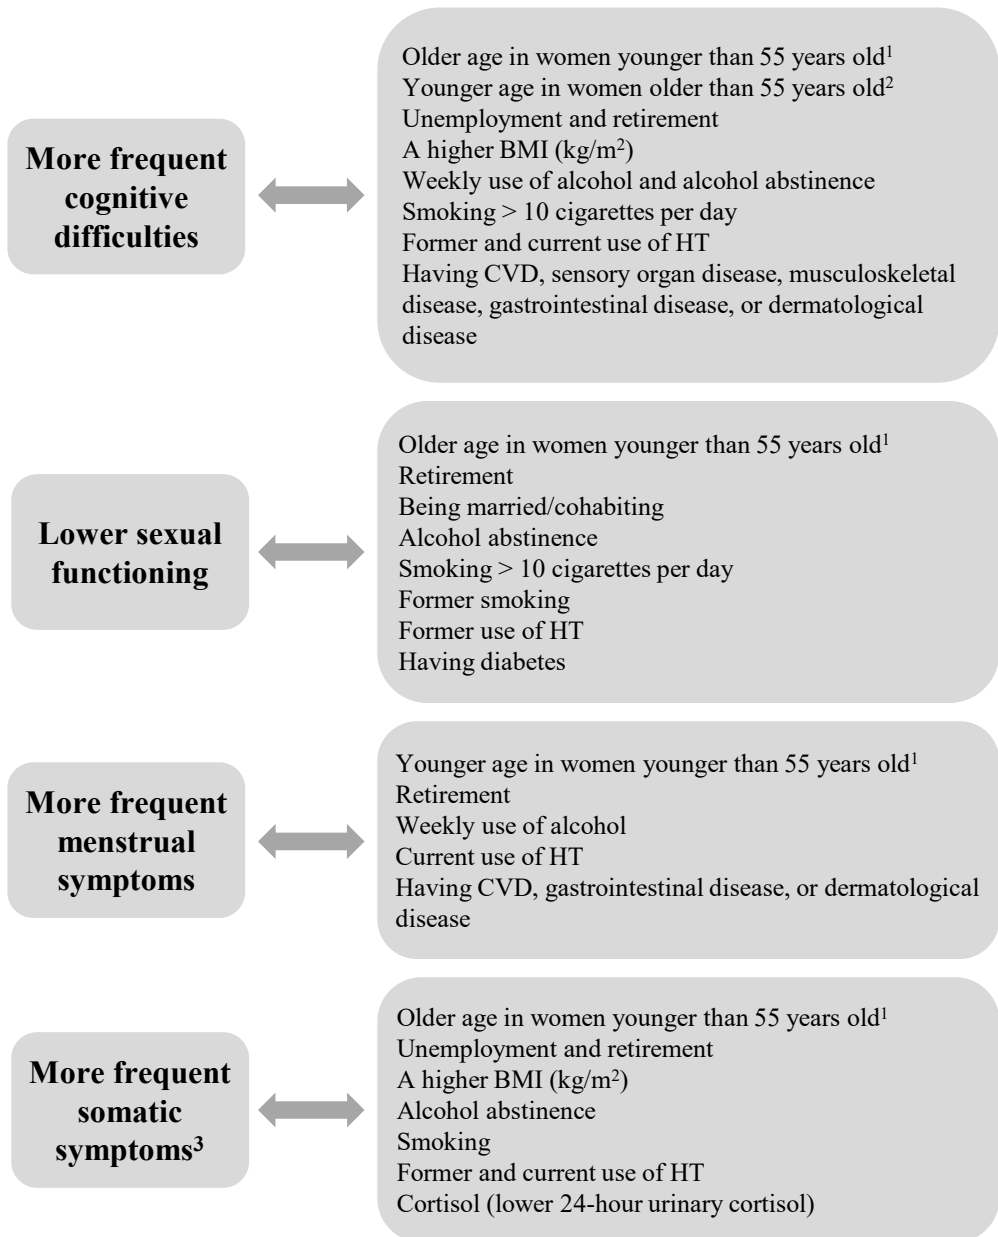 More frequent
cognitive
difficulties
Older age in women younger than 55 years old¹
Younger age in women older than 55 years old²
Unemployment and retirement
A higher BMI (kg/m²)
Weekly use of alcohol and alcohol abstinence
Smoking > 10 cigarettes per day
Former and current use of HT
Having CVD, sensory organ disease, musculoskeletal
disease, gastrointestinal disease, or dermatological
disease
Lower sexual
functioning
Older age in women younger than 55 years old¹
Retirement
Being married/cohabiting
Alcohol abstinence
Smoking > 10 cigarettes per day
Former smoking
Former use of HT
Having diabetes
More frequent
menstrual
symptoms
Younger age in women younger than 55 years old¹
Retirement
Weekly use of alcohol
Current use of HT
Having CVD, gastrointestinal disease, or dermatological
disease
More frequent
somatic
symptoms³
Older age in women younger than 55 years old¹
Unemployment and retirement
A higher BMI (kg/m²)
Alcohol abstinence
Smoking
Former and current use of HT
Cortisol (lower 24-hour urinary cortisol)